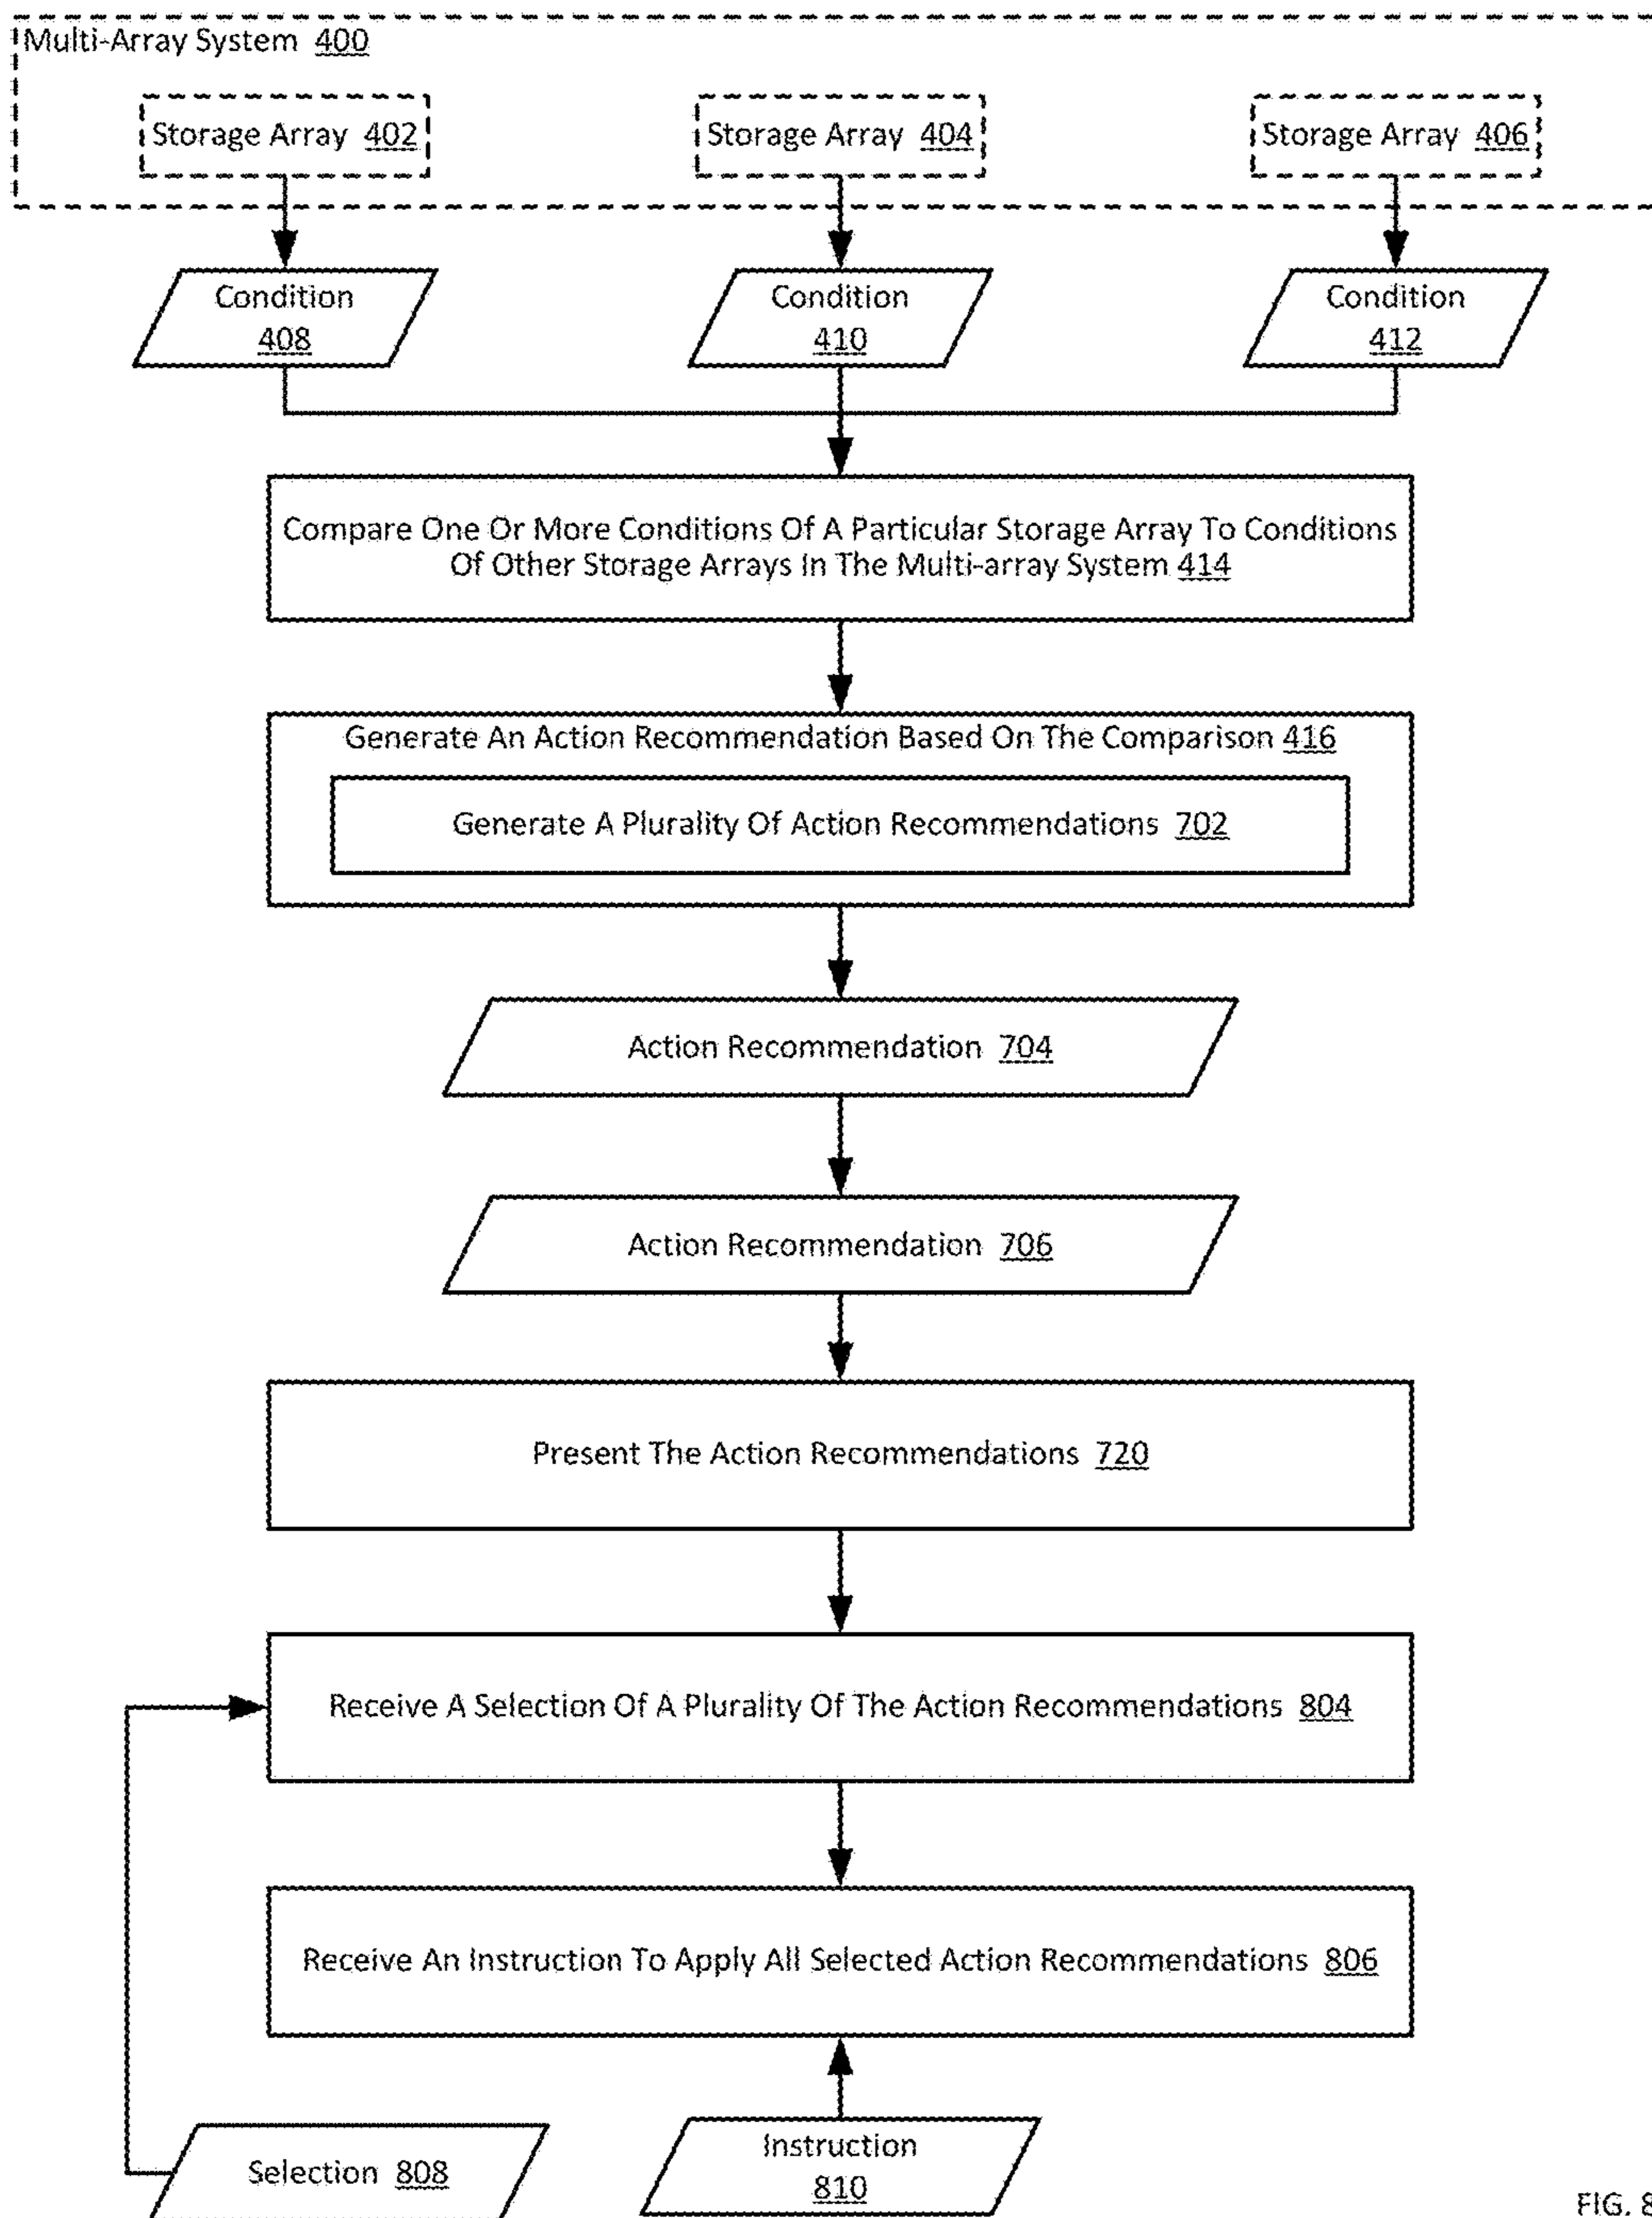 Multi-Array System 400
Storage Array 402
Storage Array 404
Storage Array 406
Condition
408
Condition
410
Condition
412
Compare One Or More Conditions Of A Particular Storage Array To Conditions
Of Other Storage Arrays In The Multi-array System 414
Generate An Action Recommendation Based On The Comparison 416
Generate A Plurality Of Action Recommendations 702
Action Recommendation 704
Action Recommendation 706
Present The Action Recommendations 720
Receive A Selection Of A Plurality Of The Action Recommendations 804
Receive An Instruction To Apply All Selected Action Recommendations 806
Selection 808
Instruction
810
FIG. 8